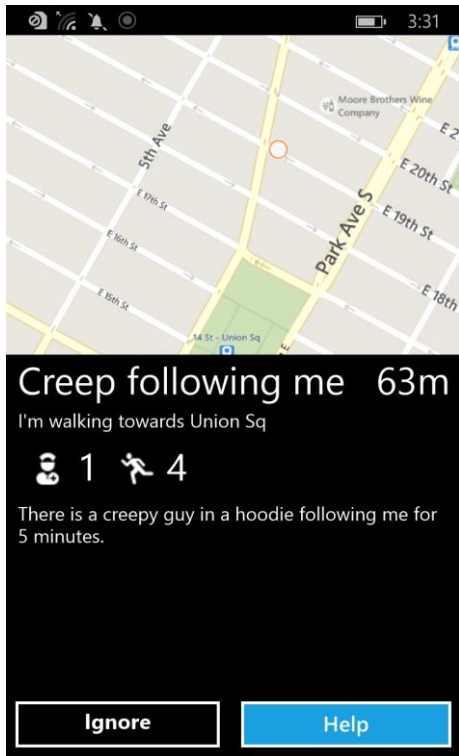 3:31
Moore Brothers Wine
Company
5th Ave
E 2
E 20th St
E 17th St
Park Ave S
E 19th St
E 16th St
E 15th St
E 18th
14 St - Union Sq
E
Creep following me 63m
I'm walking towards Union Sq
1 4
There is a creepy guy in a hoodie following me for
5 minutes.
Ignore Help